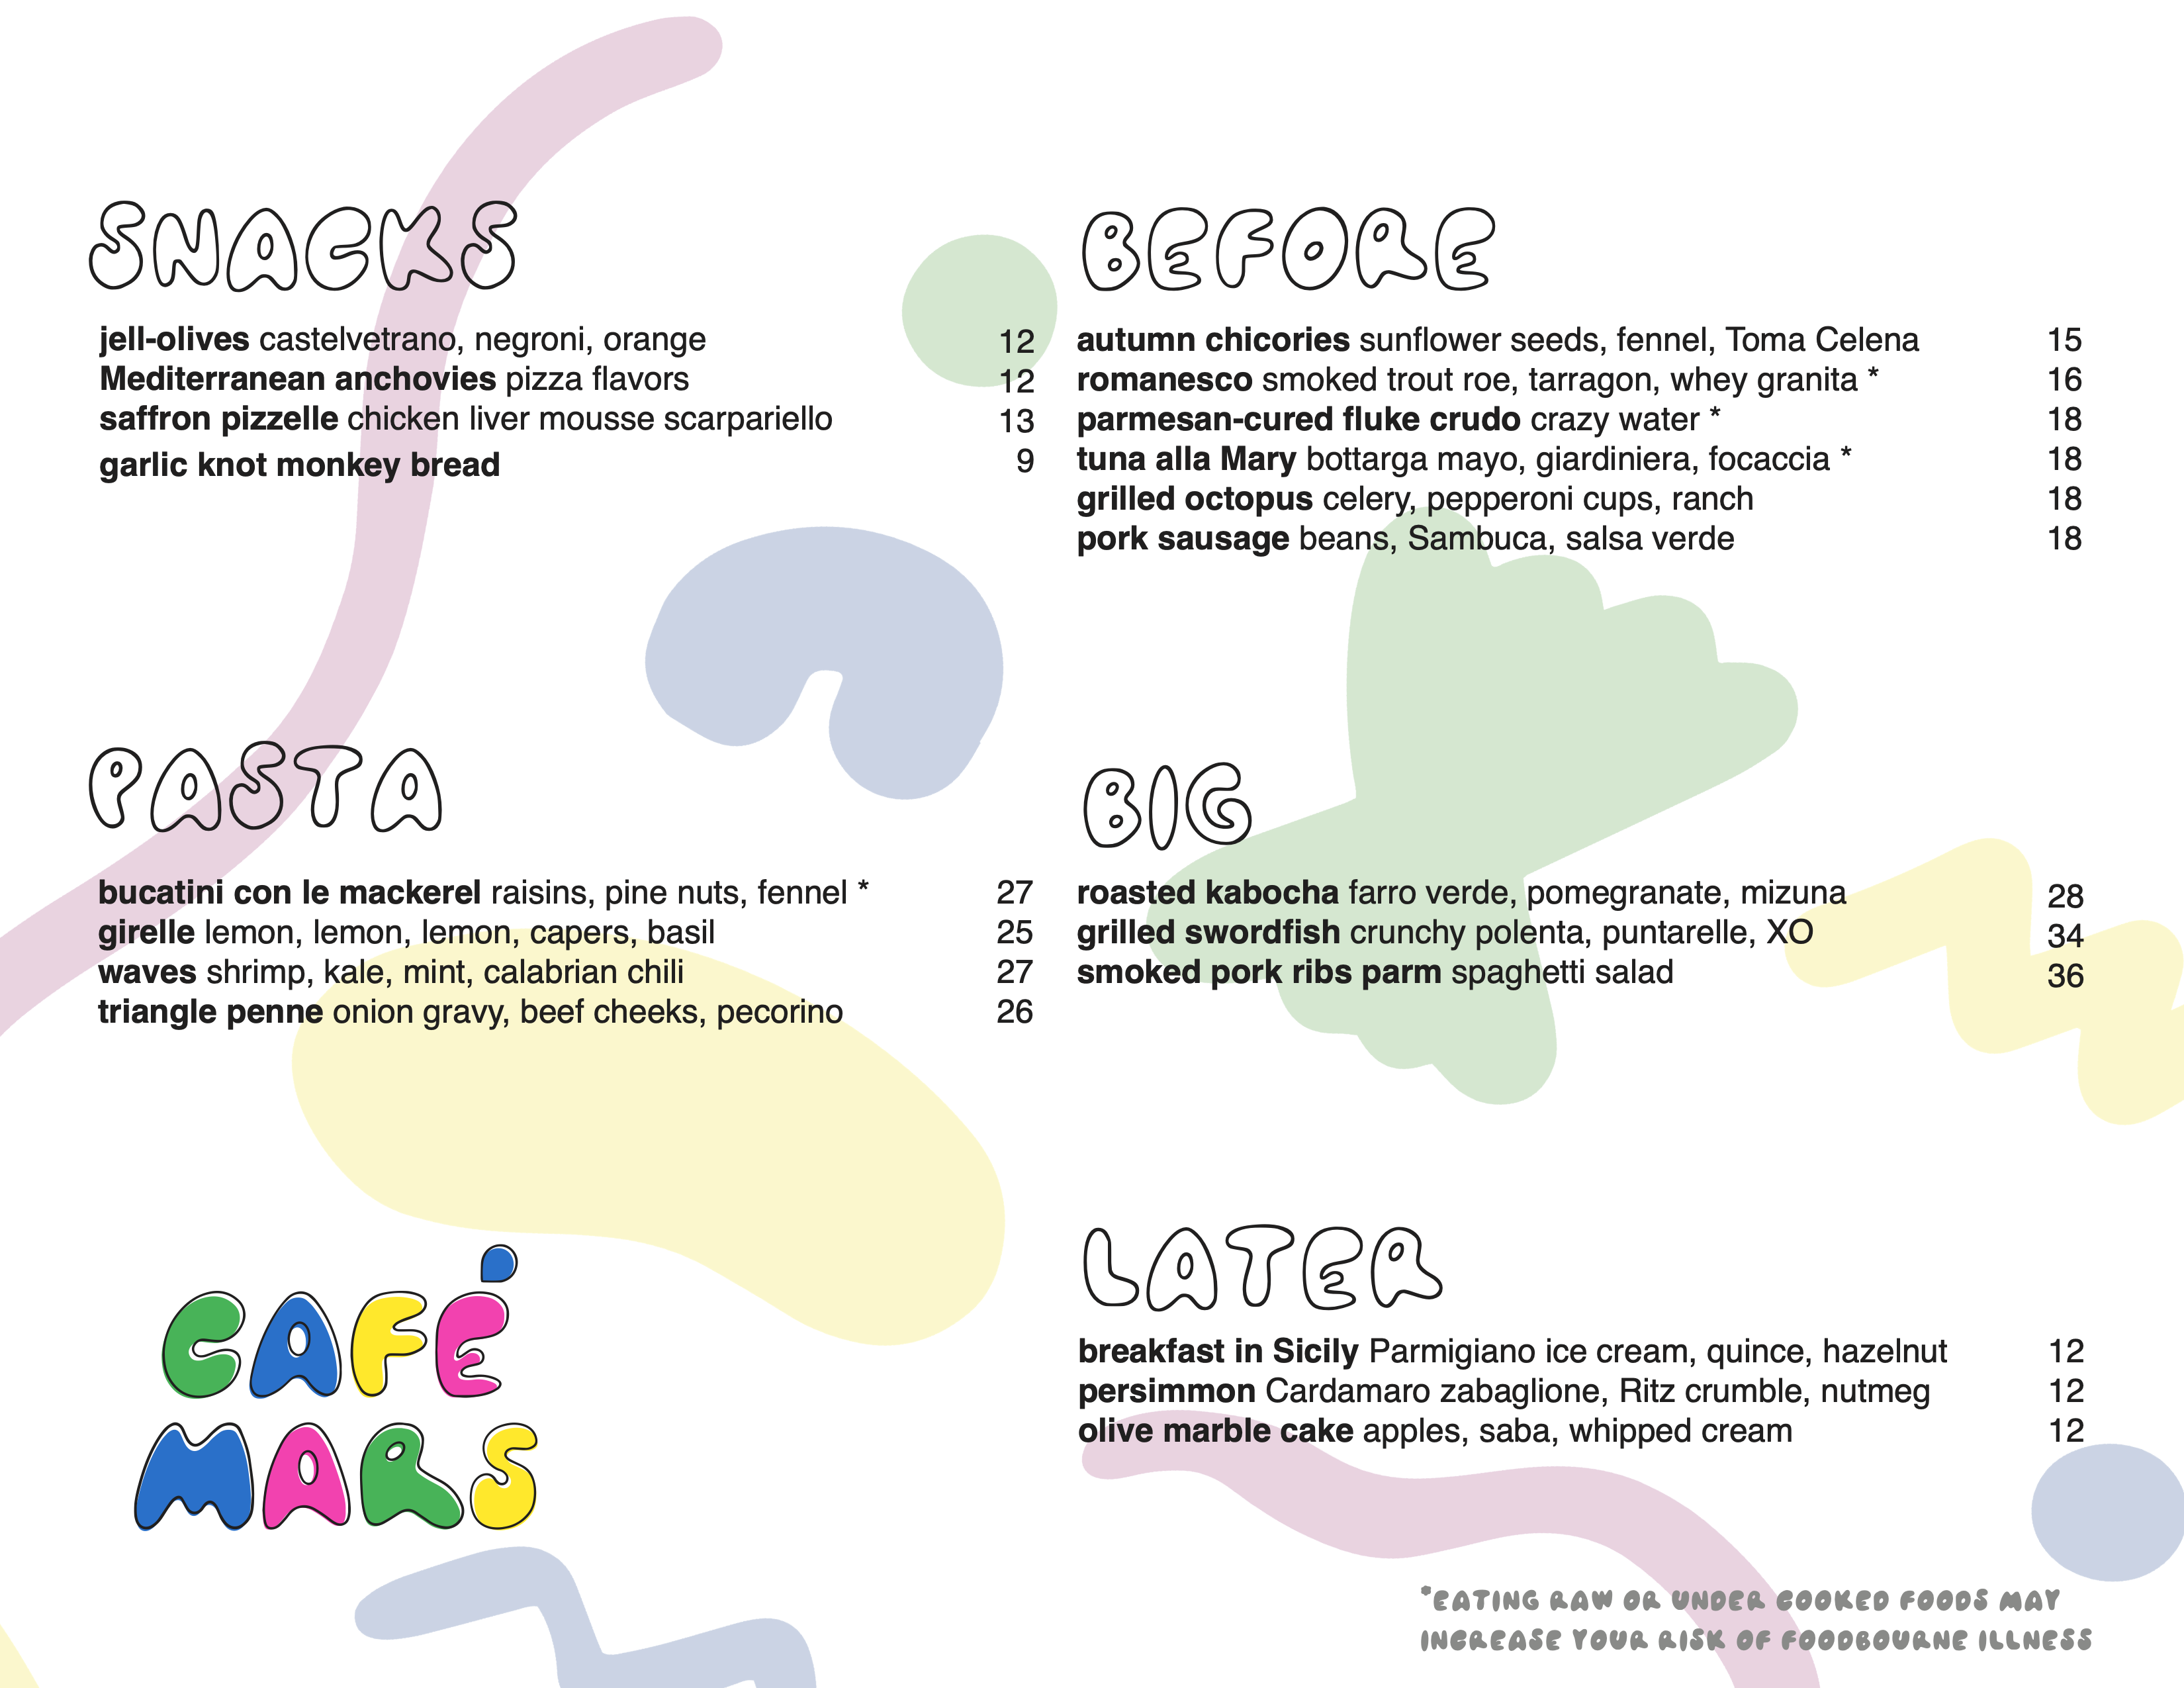 SNACKS
jell-olives castelvetrano, negroni, orange 12
Mediterranean anchovies pizza flavors 12
saffron pizzelle chicken liver mousse scarpariello 13
garlic knot monkey bread 9
BEFORE
autumn chicories sunflower seeds, fennel, Toma Celena 15
romanesco smoked trout roe, tarragon, whey granita * 16
parmesan-cured fluke crudo crazy water * 18
tuna alla Mary bottarga mayo, giardiniera, focaccia * 18
grilled octopus celery, pepperoni cups, ranch 18
pork sausage beans, Sambuca, salsa verde 18
PASTA
bucatini con le mackerel raisins, pine nuts, fennel * 27
girelle lemon, lemon, lemon, capers, basil 25
waves shrimp, kale, mint, calabrian chili 27
triangle penne onion gravy, beef cheeks, pecorino 26
BIG
roasted kabocha farro verde, pomegranate, mizuna 28
grilled swordfish crunchy polenta, puntarelle, XO 34
smoked pork ribs parm spaghetti salad 36
CAFÉ
MARS
LATER
breakfast in Sicily Parmigiano ice cream, quince, hazelnut 12
persimmon Cardamaro zabaglione, Ritz crumble, nutmeg 12
olive marble cake apples, saba, whipped cream 12
*EATING RAW OR UNDER COOKED FOODS MAY
INCREASE YOUR RISK OF FOODBOURNE ILLNESS